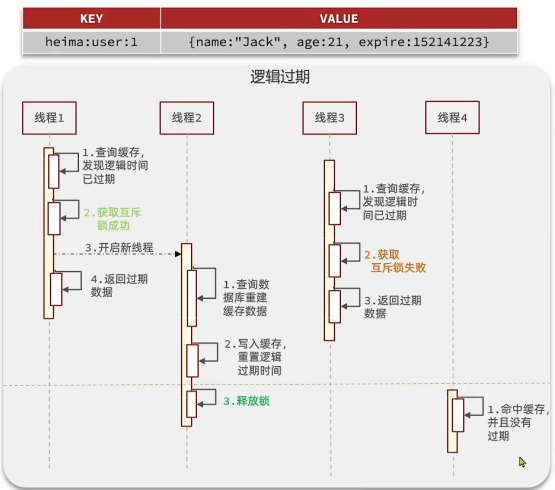 KEY VALUE
heima:user:1 {name:"Jack", age:21, expire:152141223}
逻辑过期
线程1 线程2 线程3 线程4
1.查询缓存,
发现逻辑时间
已过期
2.获取互斥
锁成功
3.开启新线程
4.返回过期
数据
1.查询数
据库重建
缓存数据
2.写入缓存,
重置逻辑
过期时间
3.释放锁
1.查询缓存,
发现逻辑时
间已过期
2.获取
互斥锁失败
3.返回过期
数据
1.命中缓存,
并且没有
过期